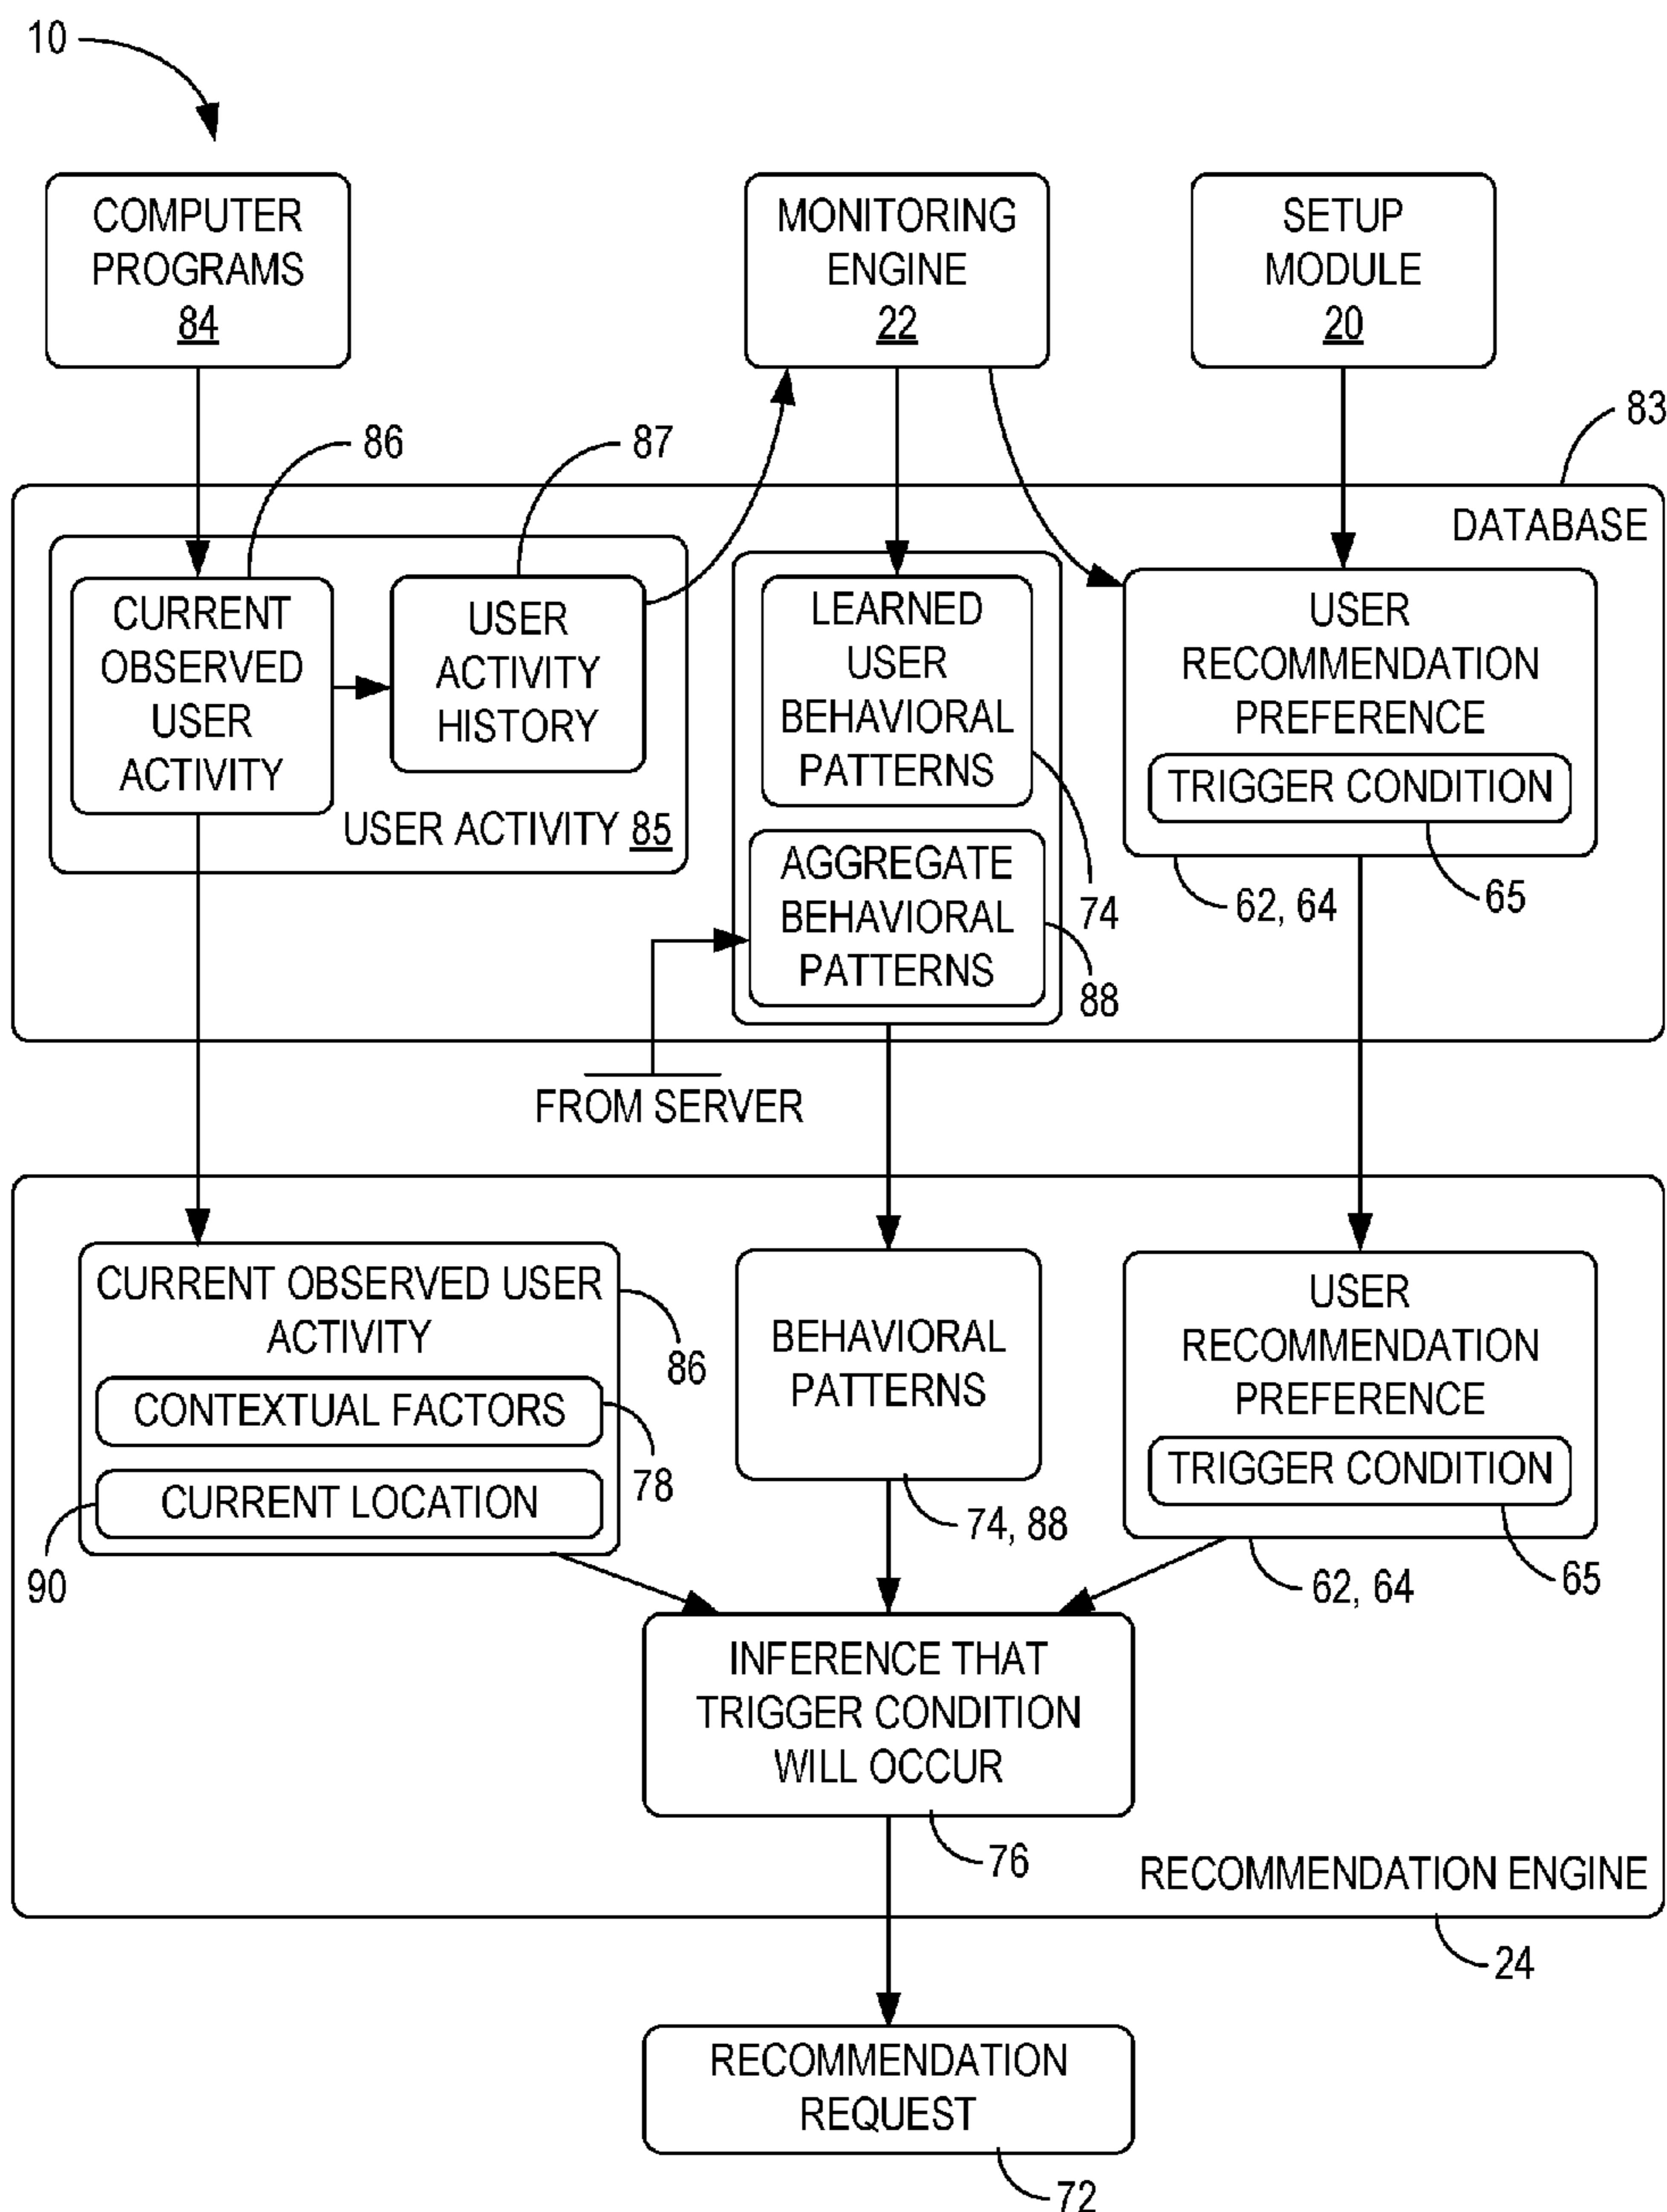 10
COMPUTER
PROGRAMS
84
MONITORING
ENGINE
22
SETUP
MODULE
20
83
86
87
DATABASE
CURRENT
OBSERVED
USER
ACTIVITY
USER
ACTIVITY
HISTORY
USER ACTIVITY 85
LEARNED
USER
BEHAVIORAL
PATTERNS
74
AGGREGATE
BEHAVIORAL
PATTERNS
88
USER
RECOMMENDATION
PREFERENCE
TRIGGER CONDITION
62, 64
65
FROM SERVER
CURRENT OBSERVED USER
ACTIVITY
86
CONTEXTUAL FACTORS
78
CURRENT LOCATION
90
BEHAVIORAL
PATTERNS
74, 88
USER
RECOMMENDATION
PREFERENCE
TRIGGER CONDITION
62, 64
65
INFERENCE THAT
TRIGGER CONDITION
WILL OCCUR
76
RECOMMENDATION ENGINE
24
RECOMMENDATION
REQUEST
72